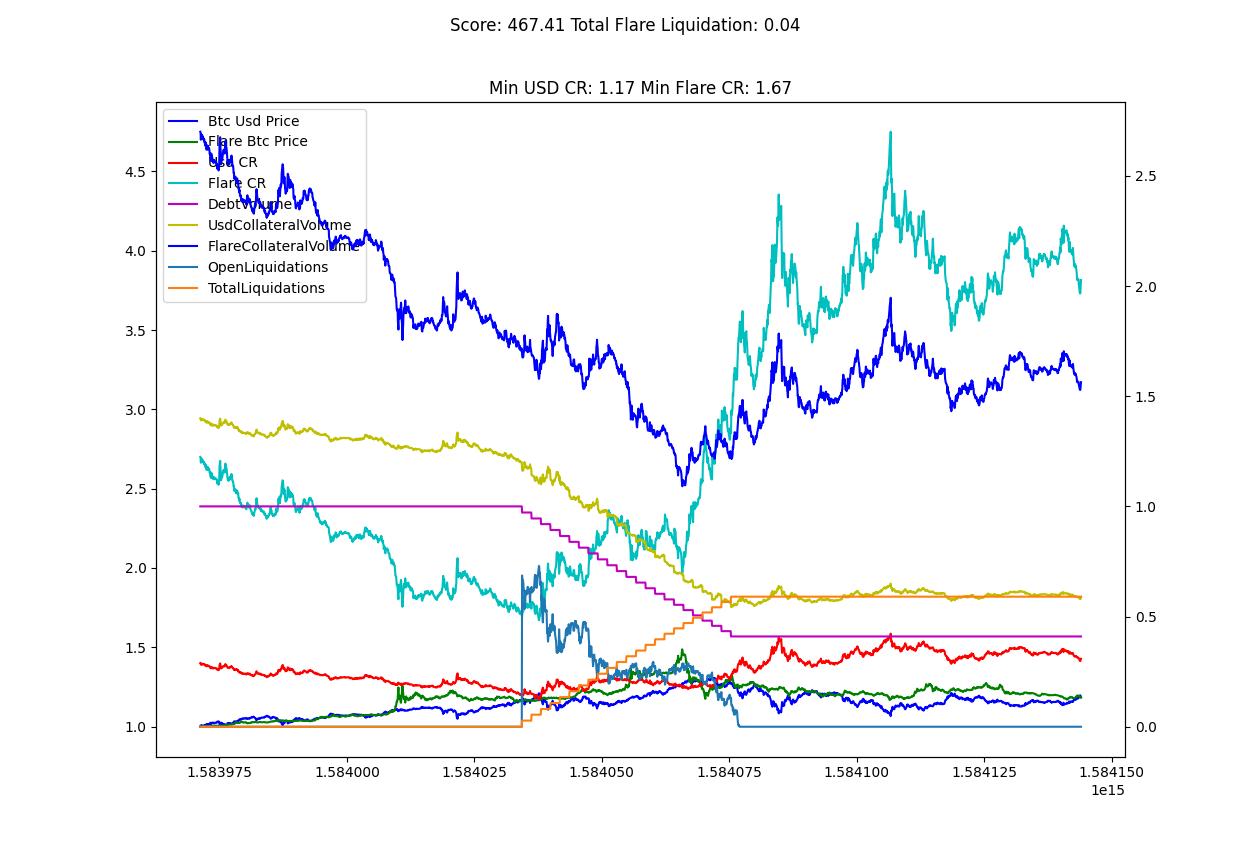 Score: 467.41 Total Flare Liquidation: 0.04
Min USD CR: 1.17 Min Flare CR: 1.67
Btc Usd Price
Flare Btc Price
Usd CR
Flare CR
DebtVolume
UsdCollateralVolume
FlareCollateralVolume
OpenLiquidations
TotalLiquidations
4.5
4.0
3.5
3.0
2.5
2.0
1.5
1.0
2.5
2.0
1.5
1.0
0.5
0.0
1.583975
1.584000
1.584025
1.584050
1.584075
1.584100
1.584125
1.584150
1e15